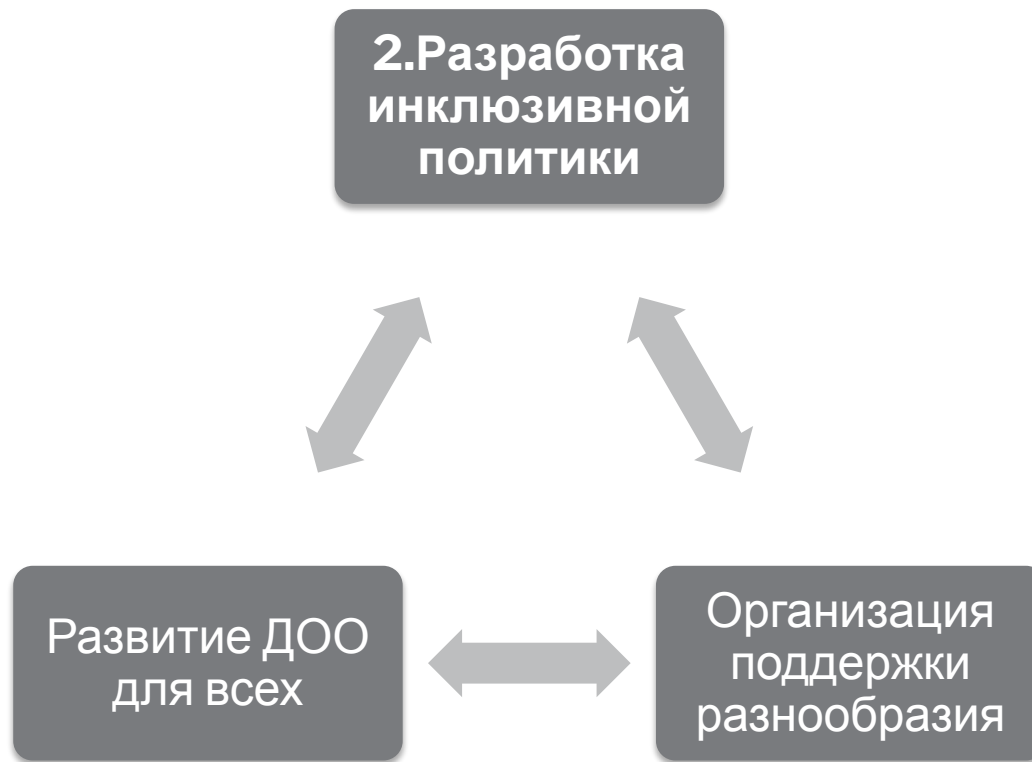 2.Разработка
инклюзивной
политики
Развитие ДОО
для всех
Организация
поддержки
разнообразия